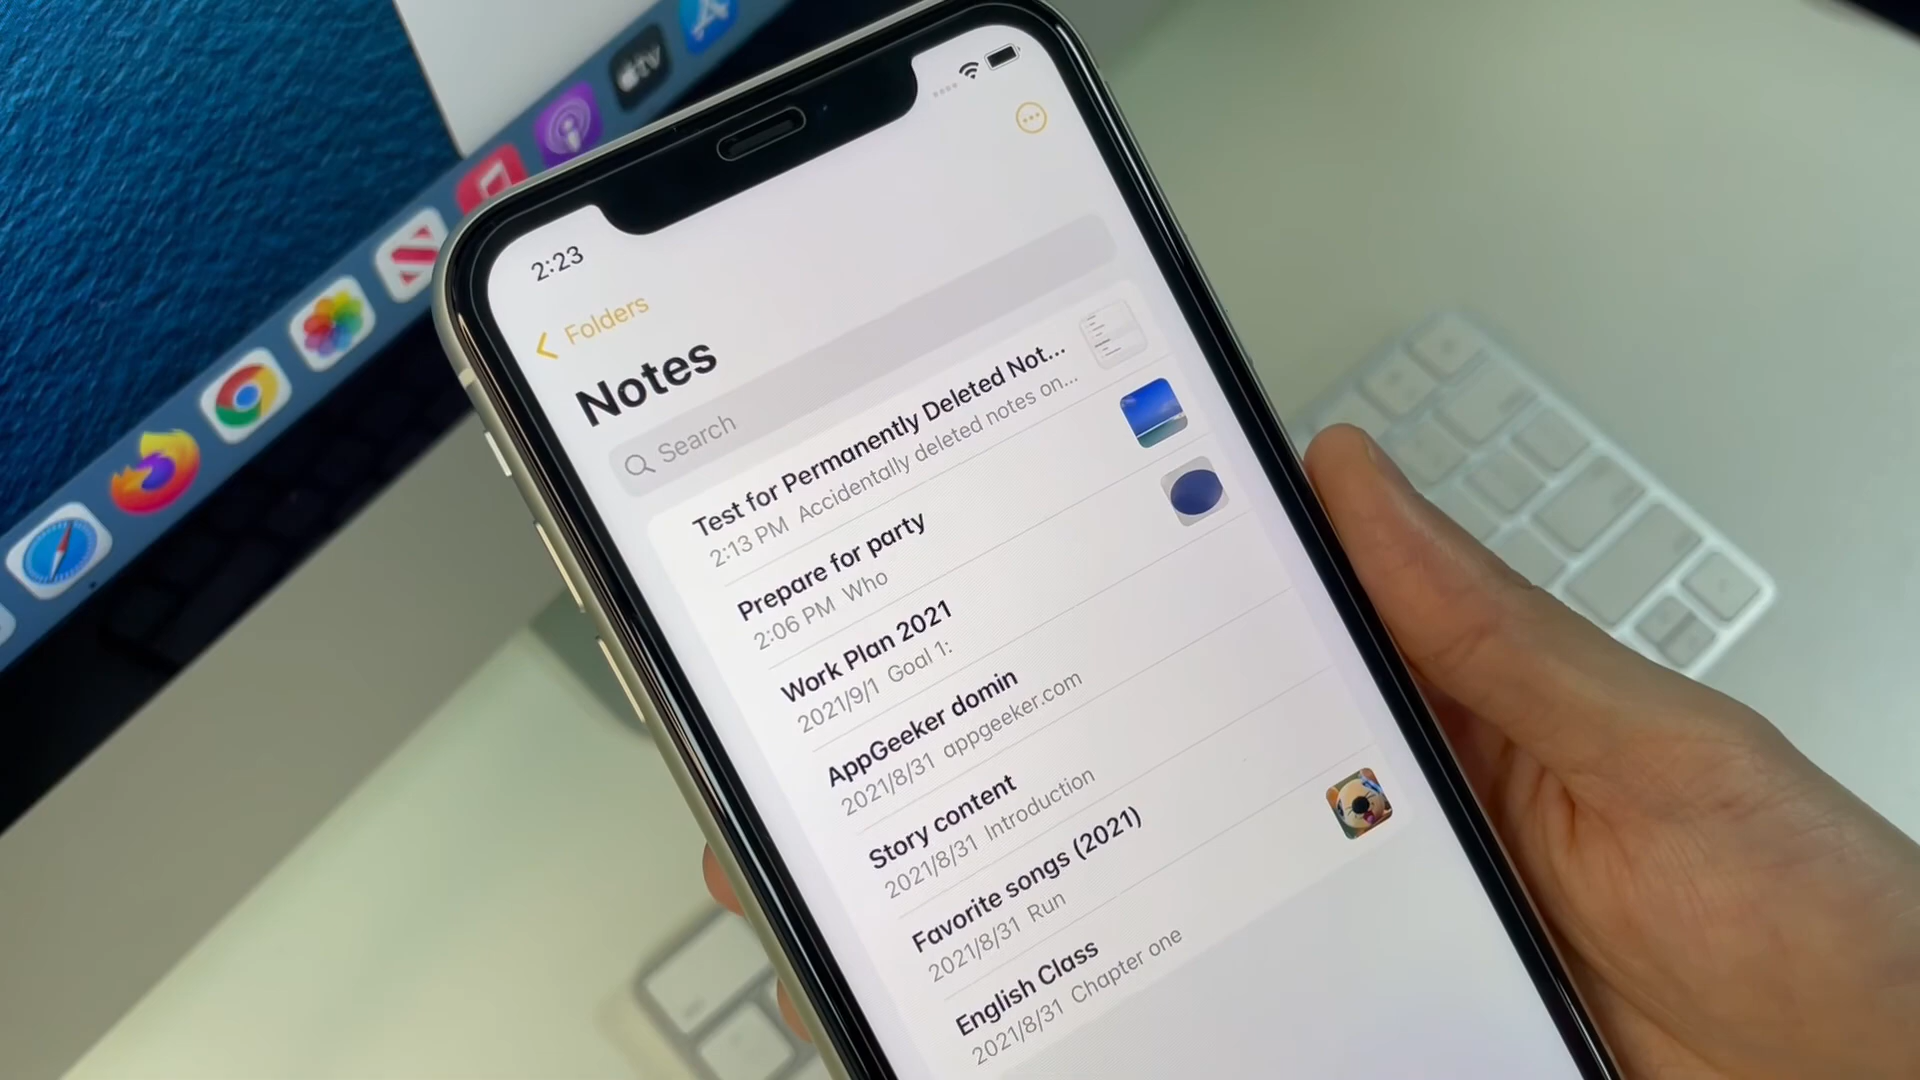 tv
2:23
Folders
Notes
Search
Test for Permanently Deleted Not...
2:13 PM Accidentally deleted notes on...
Prepare for party
2:06 PM Who
Work Plan 2021
2021/9/1 Goal 1:
AppGeeker domin
2021/8/31 appgeeker.com
Story content
2021/8/31 Introduction
Favorite songs (2021)
2021/8/31 Run
English Class
2021/8/31 Chapter one